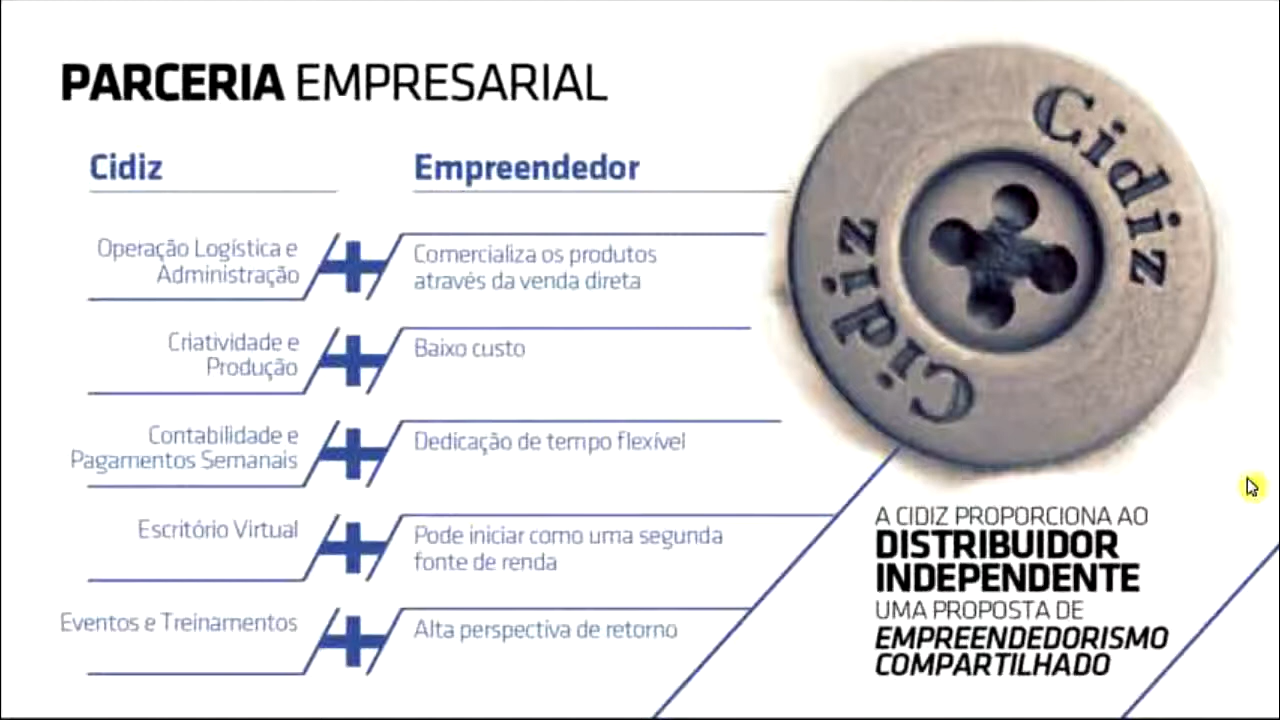 PARCERIA EMPRESARIAL
Cidiz
Empreendedor
Operação Logística e
Administração
Comercializa os produtos
através da venda direta
Criatividade e
Produção
Baixo custo
Contabilidade e
Pagamentos Semanais
Dedicação de tempo flexível
Escritório Virtual
Pode iniciar como uma segunda
fonte de renda
Eventos e Treinamentos
Alta perspectiva de retorno
Cidiz
Cidiz
A CIDIZ PROPORCIONA AO
DISTRIBUIDOR
INDEPENDENTE
UMA PROPOSTA DE
EMPREENDEDORISMO
COMPARTILHADO